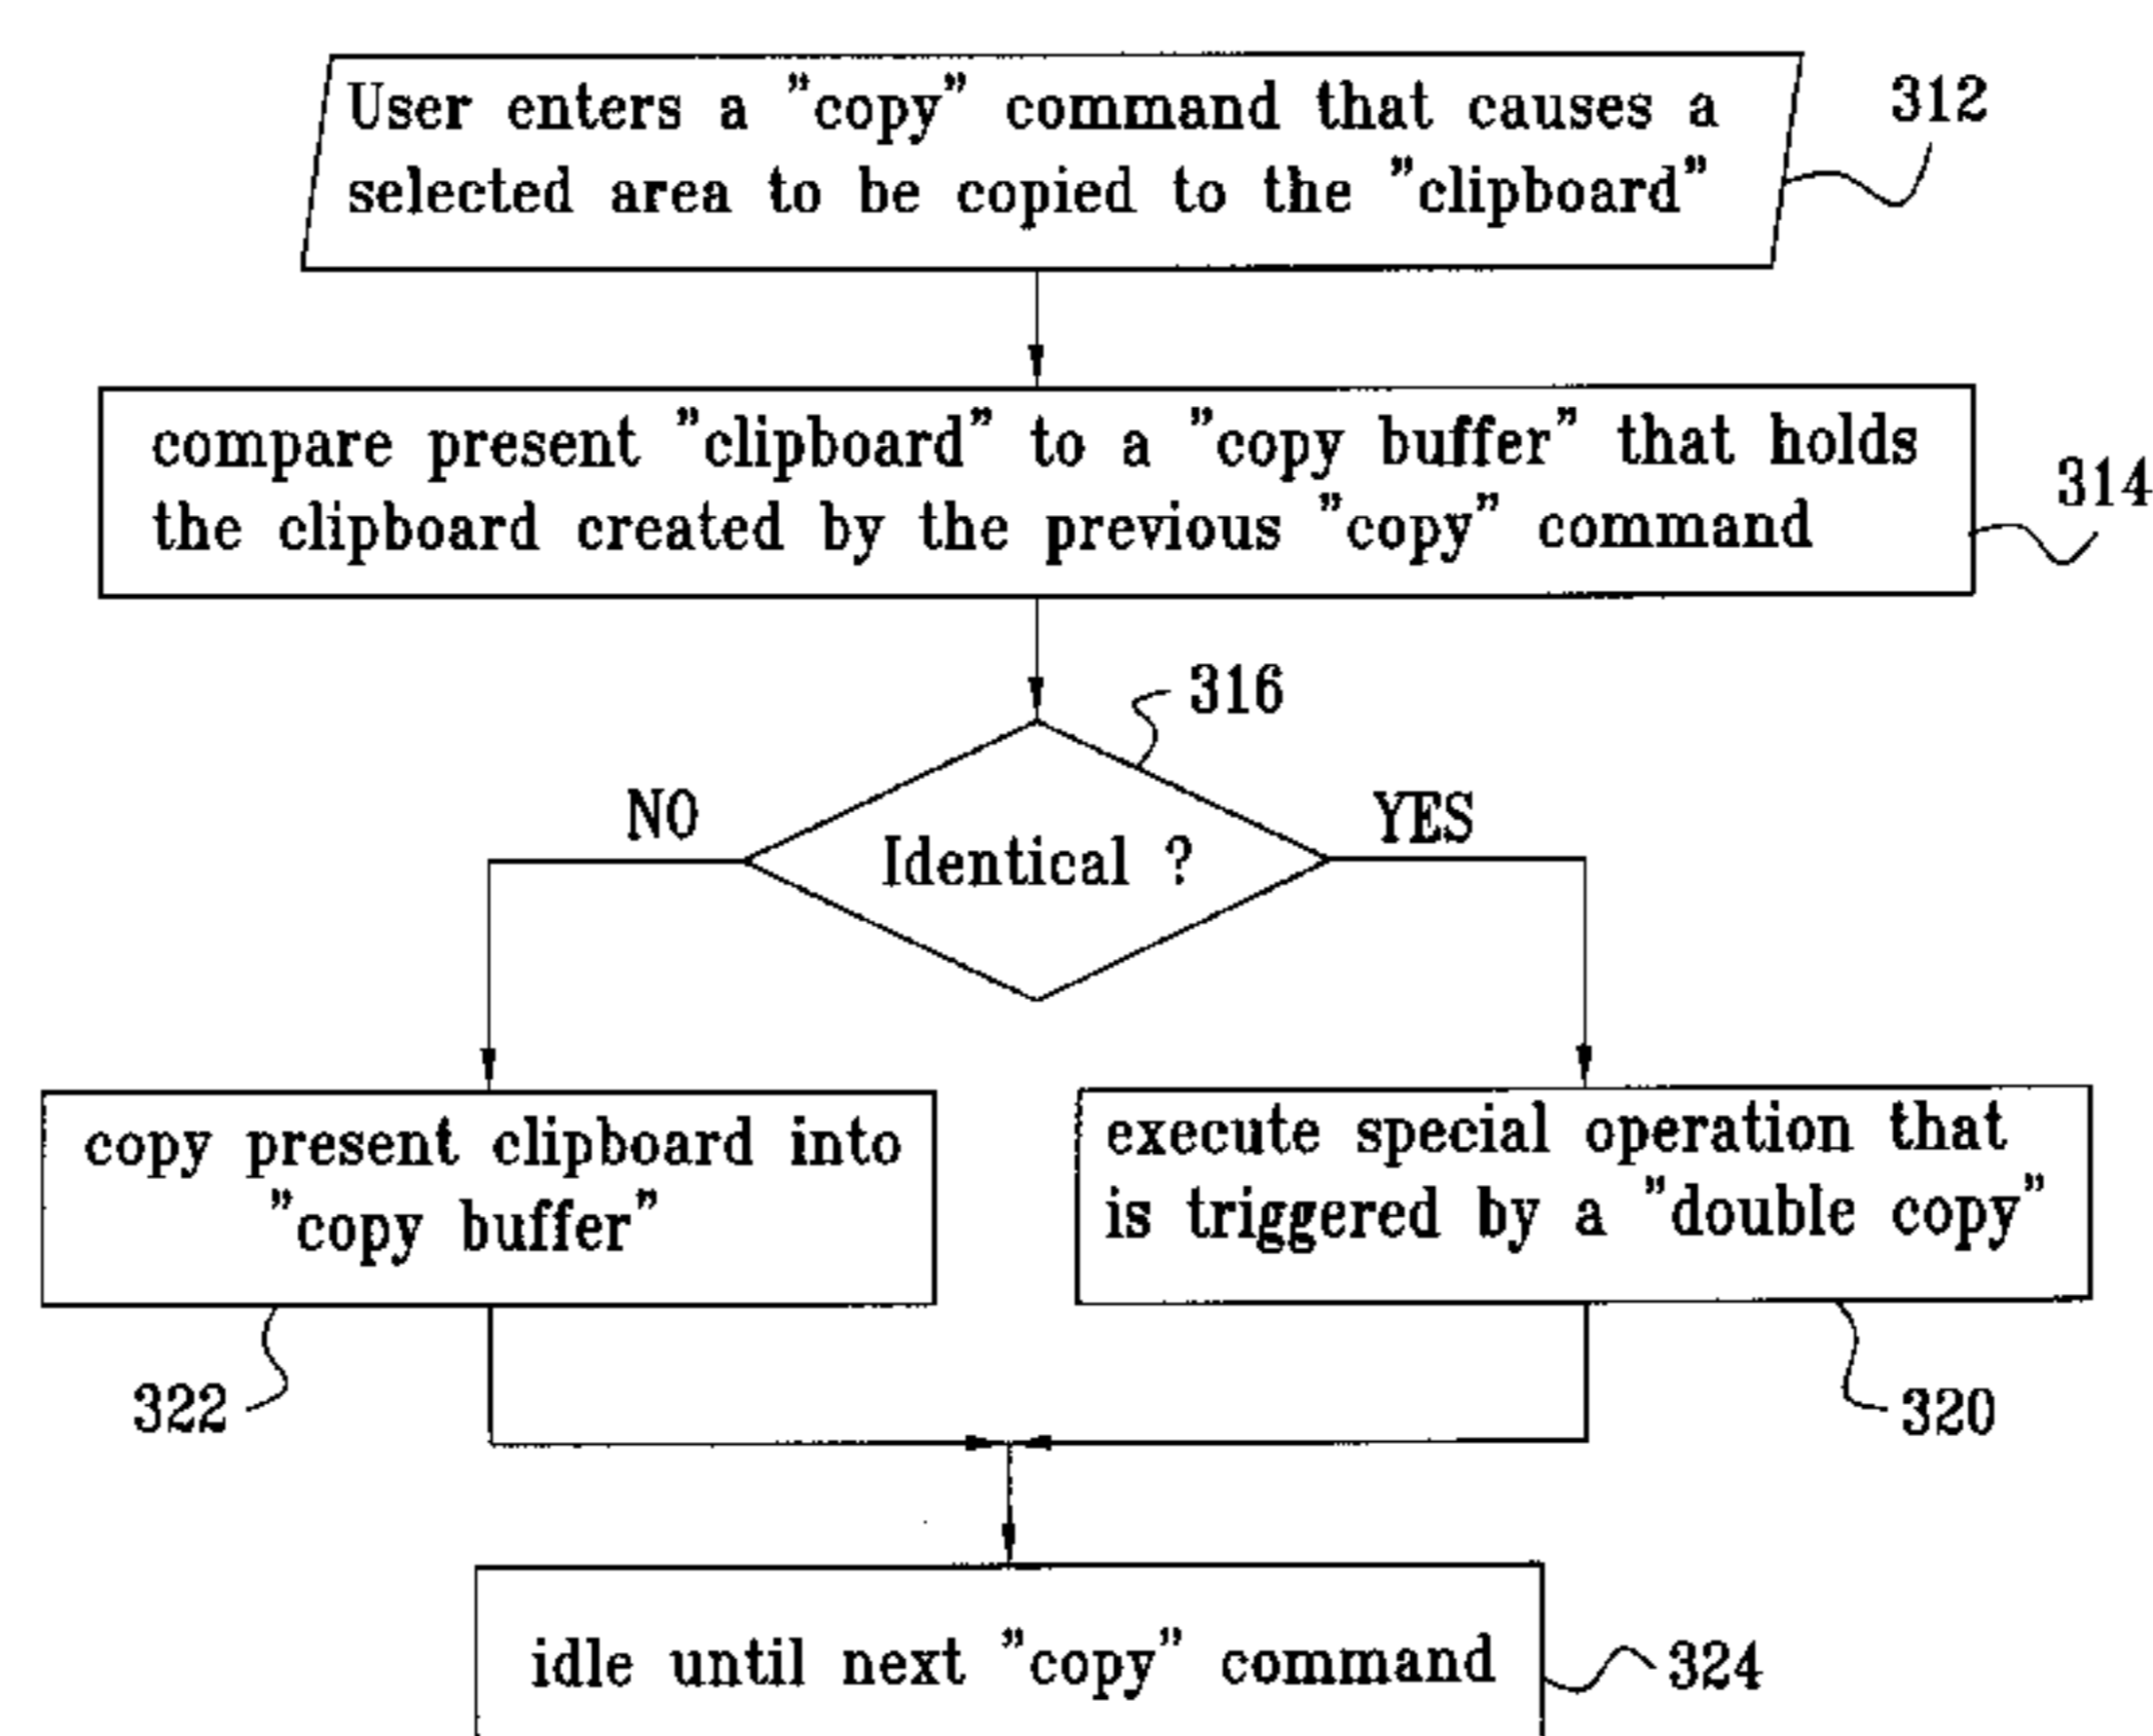 User enters a "copy" command that causes a
selected area to be copied to the "clipboard"
312
compare present "clipboard" to a "copy buffer" that holds
the clipboard created by the previous "copy" command
314
316
NO
YES
Identical ?
copy present clipboard into
"copy buffer"
execute special operation that
is triggered by a "double copy"
322
320
idle until next "copy" command
324